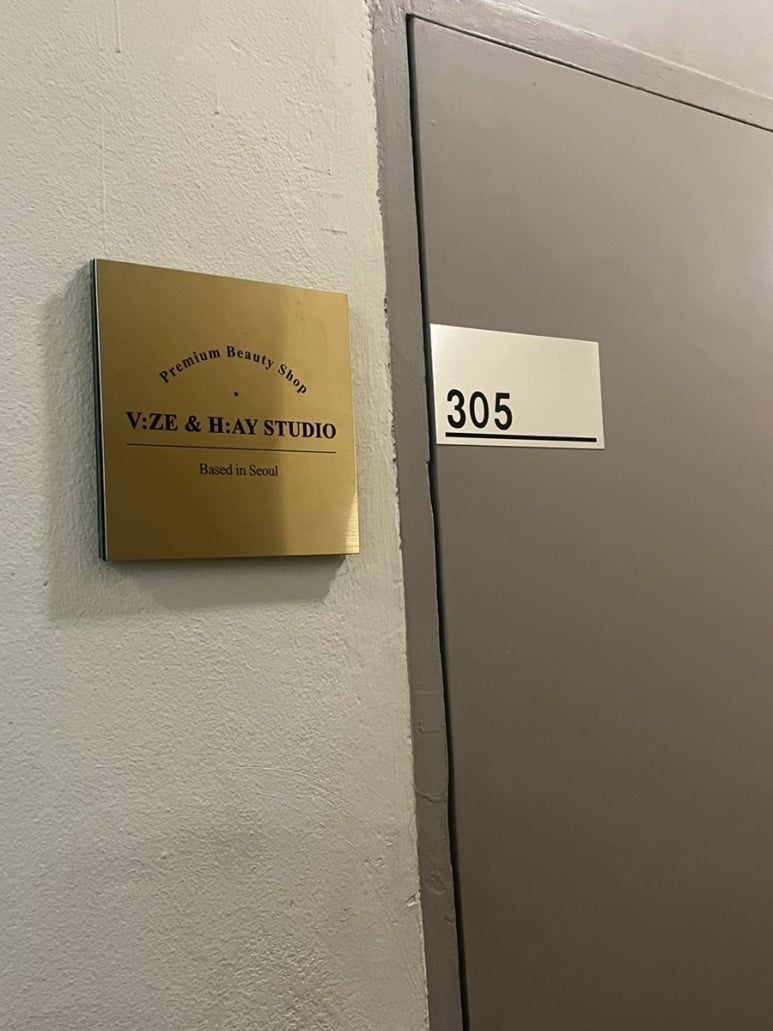 Premium Beauty Shop
V:ZE & H:AY STUDIO
Based in Seoul
305